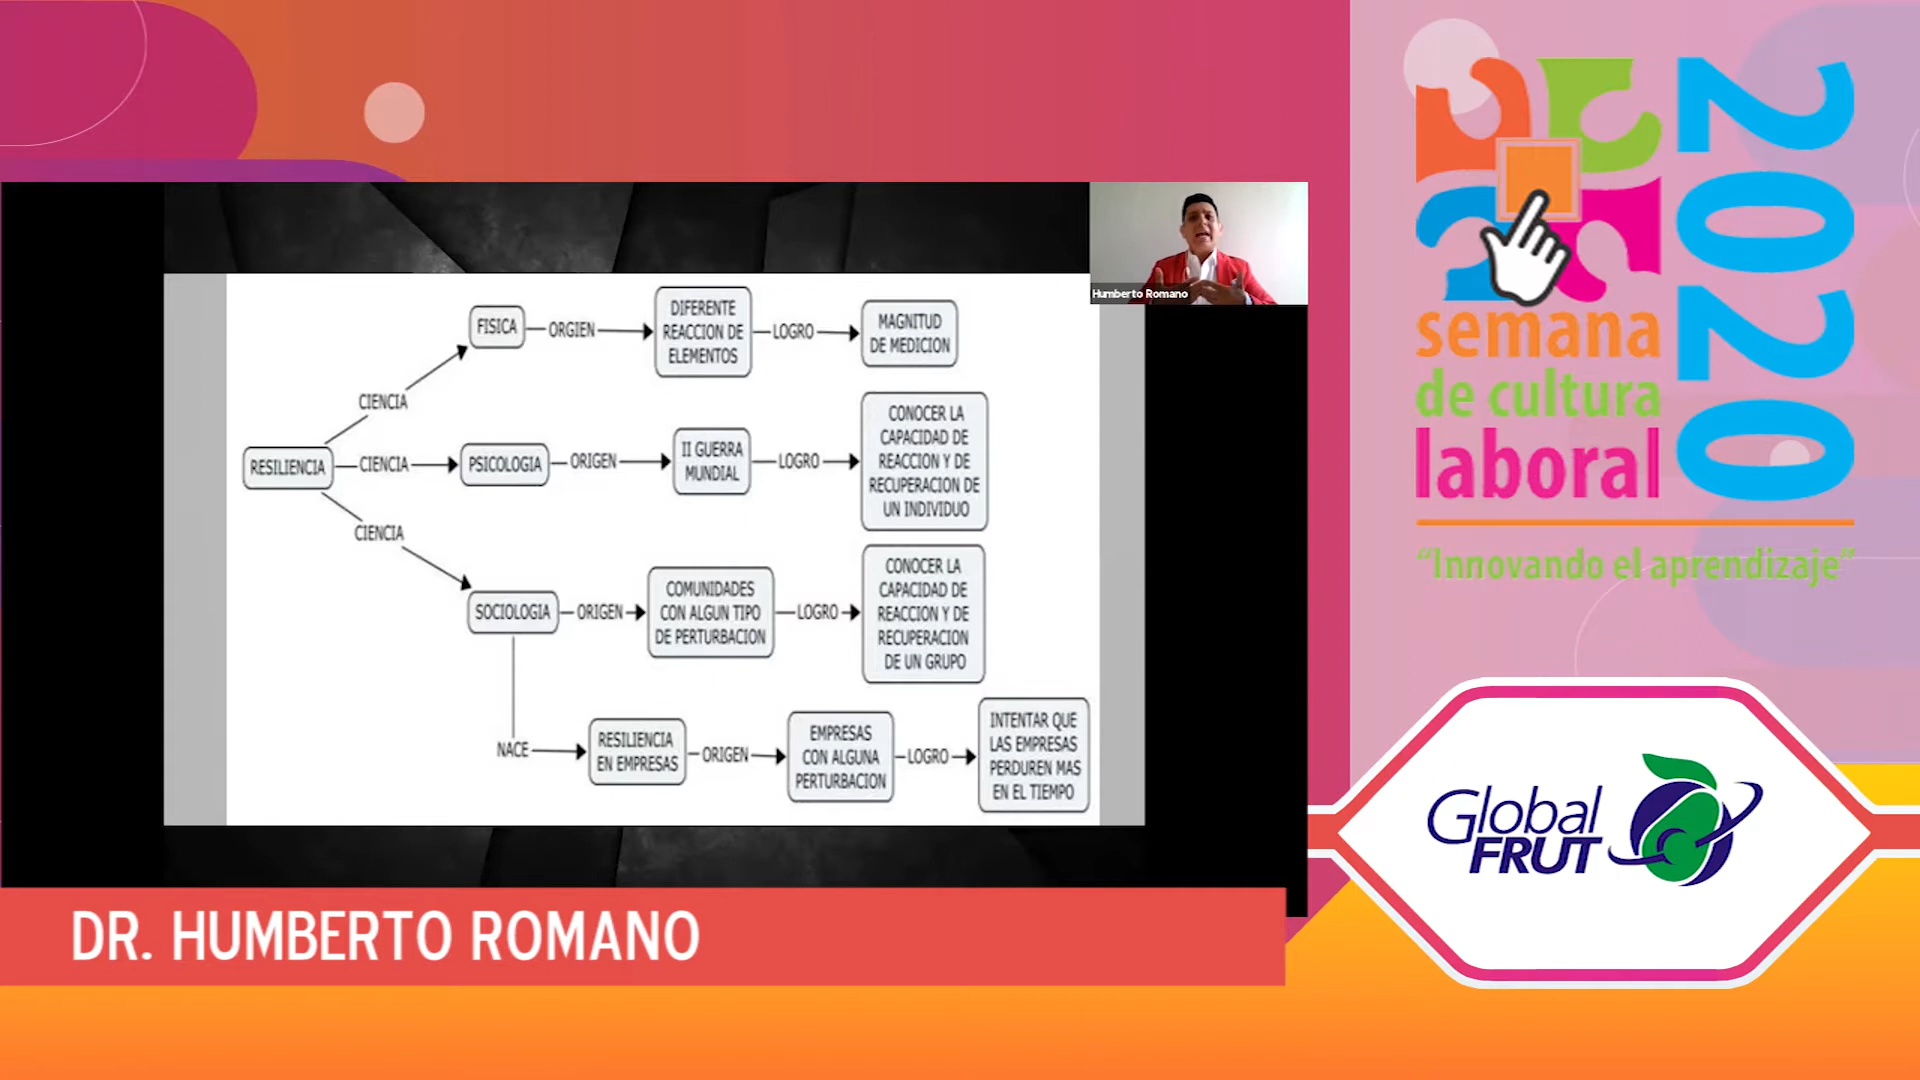 Humberto Romano
FISICA
ORGIEN
DIFERENTE
REACCION DE
ELEMENTOS
LOGRO
MAGNITUD
DE MEDICION
CIENCIA
RESILIENCIA
CIENCIA
PSICOLOGIA
ORIGEN
II GUERRA
MUNDIAL
LOGRO
CONOCER LA
CAPACIDAD DE
REACCION Y DE
RECUPERACION DE
UN INDIVIDUO
CIENCIA
SOCIOLOGIA
ORIGEN
COMUNIDADES
CON ALGUN TIPO
DE PERTURBACION
LOGRO
CONOCER LA
CAPACIDAD DE
REACCION Y DE
RECUPERACION
DE UN GRUPO
NACE
RESILIENCIA
EN EMPRESAS
ORIGEN
EMPRESAS
CON ALGUNA
PERTURBACION
LOGRO
INTENTAR QUE
LAS EMPRESAS
PERDUREN MAS
EN EL TIEMPO
DR. HUMBERTO ROMANO
semana
de cultura
laboral
2020
“Innovando el aprendizaje”
Global
FRUT